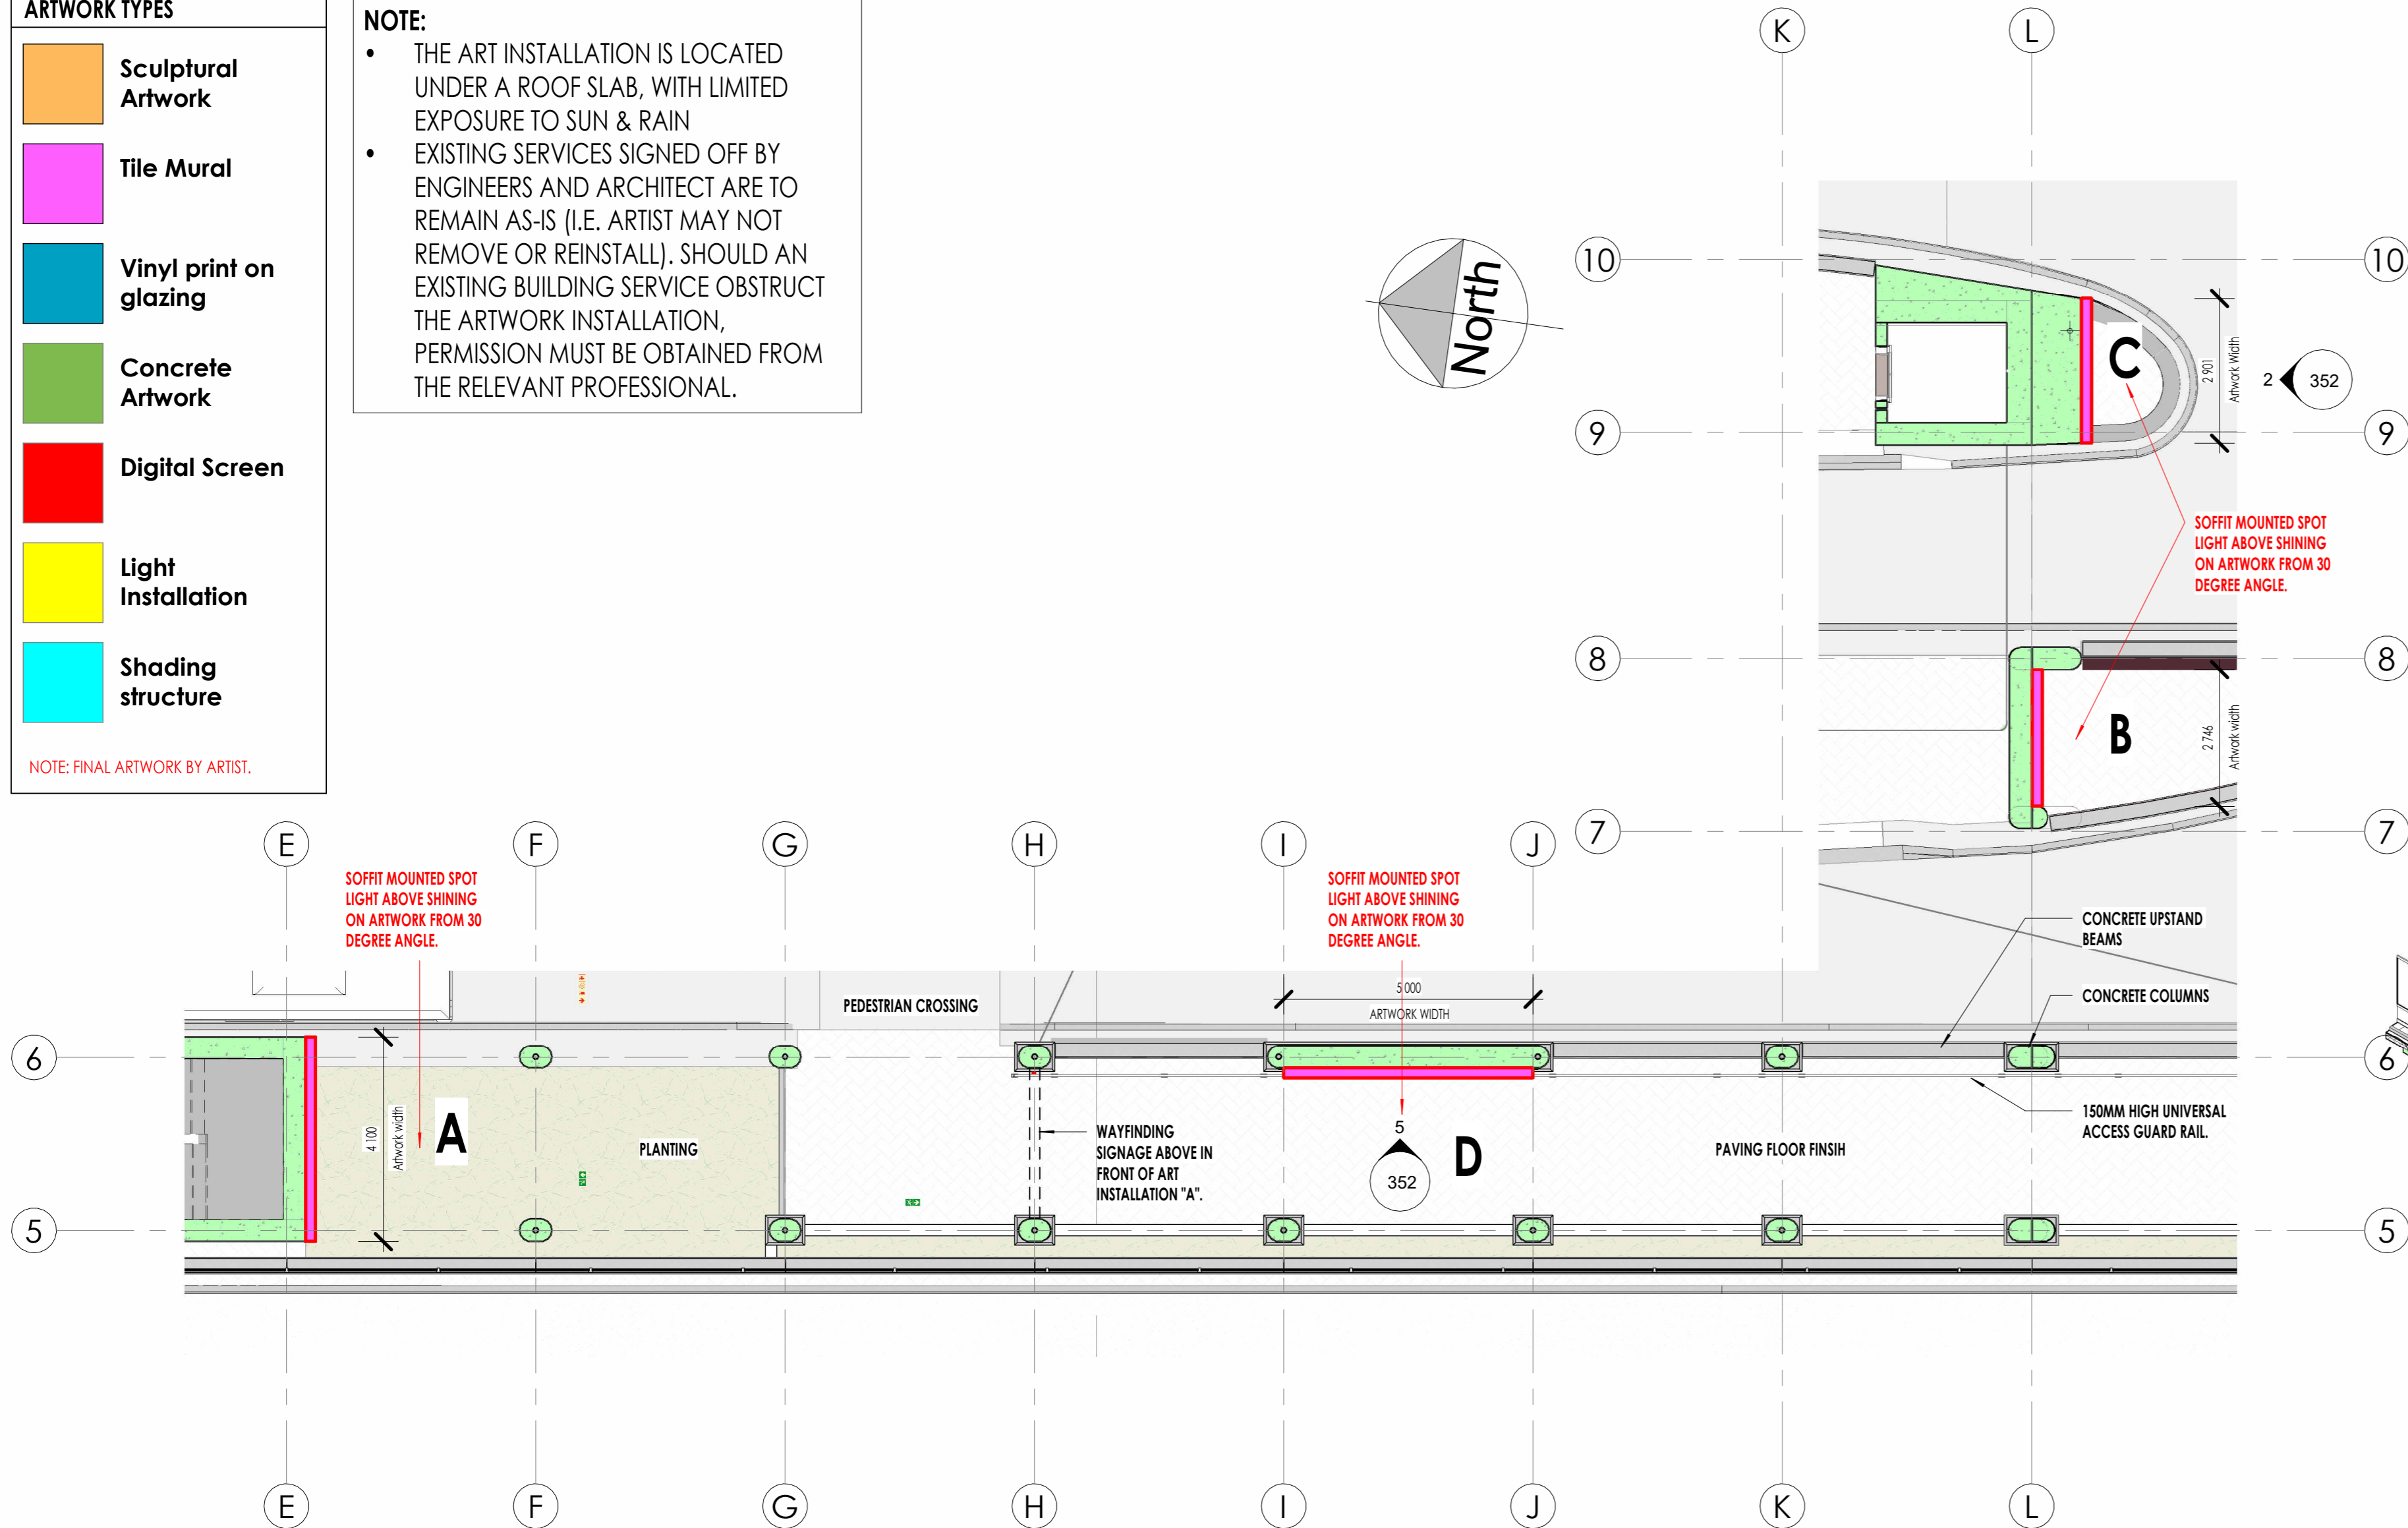 ARTWORK TYPES
Sculptural
Artwork
Tile Mural
Vinyl print on
glazing
Concrete
Artwork
Digital Screen
Light
Installation
Shading
structure
NOTE: FINAL ARTWORK BY ARTIST.
NOTE:
• THE ART INSTALLATION IS LOCATED
UNDER A ROOF SLAB, WITH LIMITED
EXPOSURE TO SUN & RAIN
• EXISTING SERVICES SIGNED OFF BY
ENGINEERS AND ARCHITECT ARE TO
REMAIN AS-IS (I.E. ARTIST MAY NOT
REMOVE OR REINSTALL). SHOULD AN
EXISTING BUILDING SERVICE OBSTRUCT
THE ARTWORK INSTALLATION,
PERMISSION MUST BE OBTAINED FROM
THE RELEVANT PROFESSIONAL.
North
K
L
10
10
C
2 901
Artwork Width
2
352
9
9
SOFFIT MOUNTED SPOT
LIGHT ABOVE SHINING
ON ARTWORK FROM 30
DEGREE ANGLE.
8
8
B
2 746
Artwork width
7
7
E
F
G
H
I
J
SOFFIT MOUNTED SPOT
LIGHT ABOVE SHINING
ON ARTWORK FROM 30
DEGREE ANGLE.
SOFFIT MOUNTED SPOT
LIGHT ABOVE SHINING
ON ARTWORK FROM 30
DEGREE ANGLE.
CONCRETE UPSTAND
BEAMS
CONCRETE COLUMNS
PEDESTRIAN CROSSING
5 000
ARTWORK WIDTH
6
6
4 100
Artwork width
A
PLANTING
WAYFINDING
SIGNAGE ABOVE IN
FRONT OF ART
INSTALLATION "A".
5
352
D
PAVING FLOOR FINSIH
150MM HIGH UNIVERSAL
ACCESS GUARD RAIL.
5
5
E
F
G
H
I
J
K
L